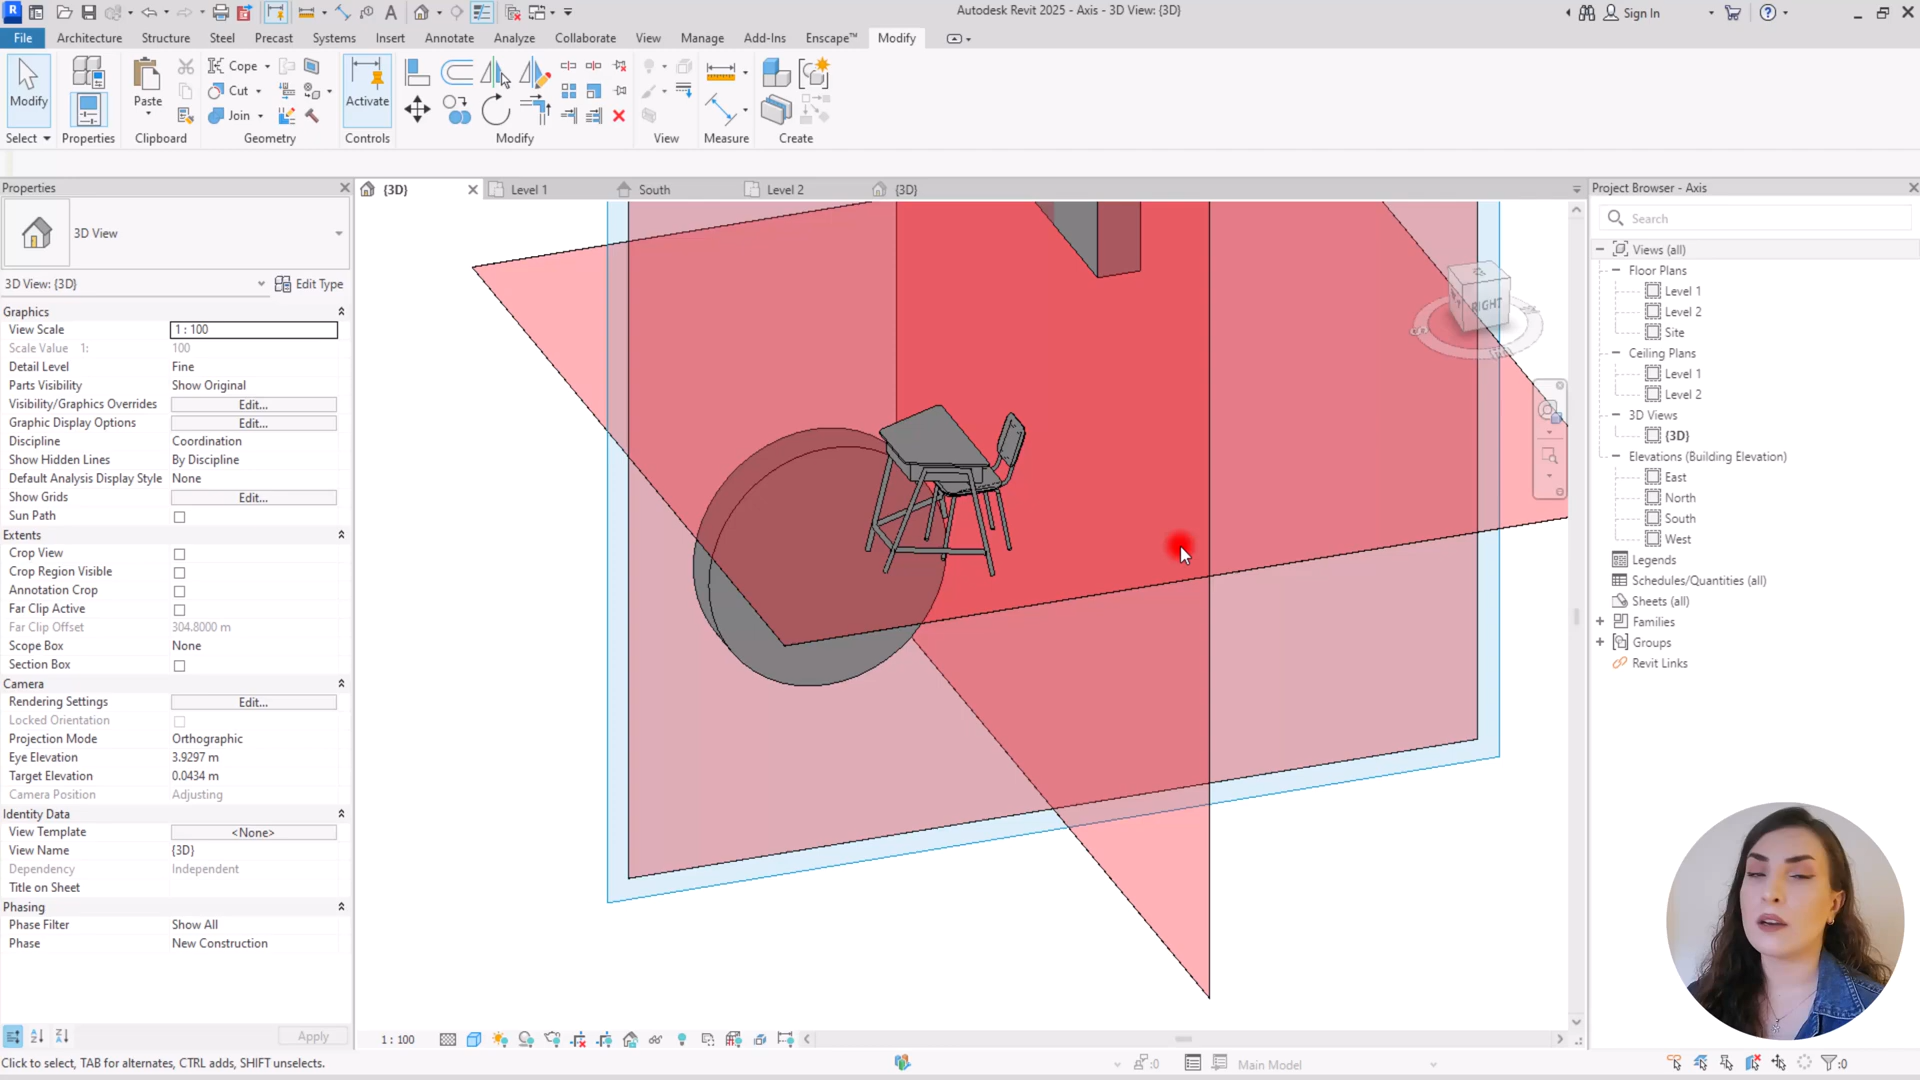 Autodesk Revit 2025 - Axis - 3D View: {3D}
Sign In
File
Architecture
Structure
Steel
Precast
Systems
Insert
Annotate
Analyze
Collaborate
View
Manage
Add-Ins
Enscape™
Modify
Modify
Paste
Cope
Cut
Join
Activate
Select
Properties
Clipboard
Geometry
Controls
Modify
View
Measure
Create
Properties
{3D}
Level 1
South
Level 2
{3D}
Project Browser - Axis
3D View
3D View: {3D}
Edit Type
Graphics
View Scale 1 : 100
Scale Value 1: 100
Detail Level Fine
Parts Visibility Show Original
Visibility/Graphics Overrides Edit...
Graphic Display Options Edit...
Discipline Coordination
Show Hidden Lines By Discipline
Default Analysis Display Style None
Show Grids Edit...
Sun Path
Extents
Crop View
Crop Region Visible
Annotation Crop
Far Clip Active
Far Clip Offset 304.8000 m
Scope Box None
Section Box
Camera
Rendering Settings Edit...
Locked Orientation
Projection Mode Orthographic
Eye Elevation 3.9297 m
Target Elevation 0.0434 m
Camera Position Adjusting
Identity Data
View Template <None>
View Name {3D}
Dependency Independent
Title on Sheet
Phasing
Phase Filter Show All
Phase New Construction
Apply
RIGHT
Search
Views (all)
Floor Plans
Level 1
Level 2
Site
Ceiling Plans
Level 1
Level 2
3D Views
{3D}
Elevations (Building Elevation)
East
North
South
West
Legends
Schedules/Quantities (all)
Sheets (all)
Families
Groups
Revit Links
1 : 100
Click to select, TAB for alternates, CTRL adds, SHIFT unselects.
:0
Main Model
:0